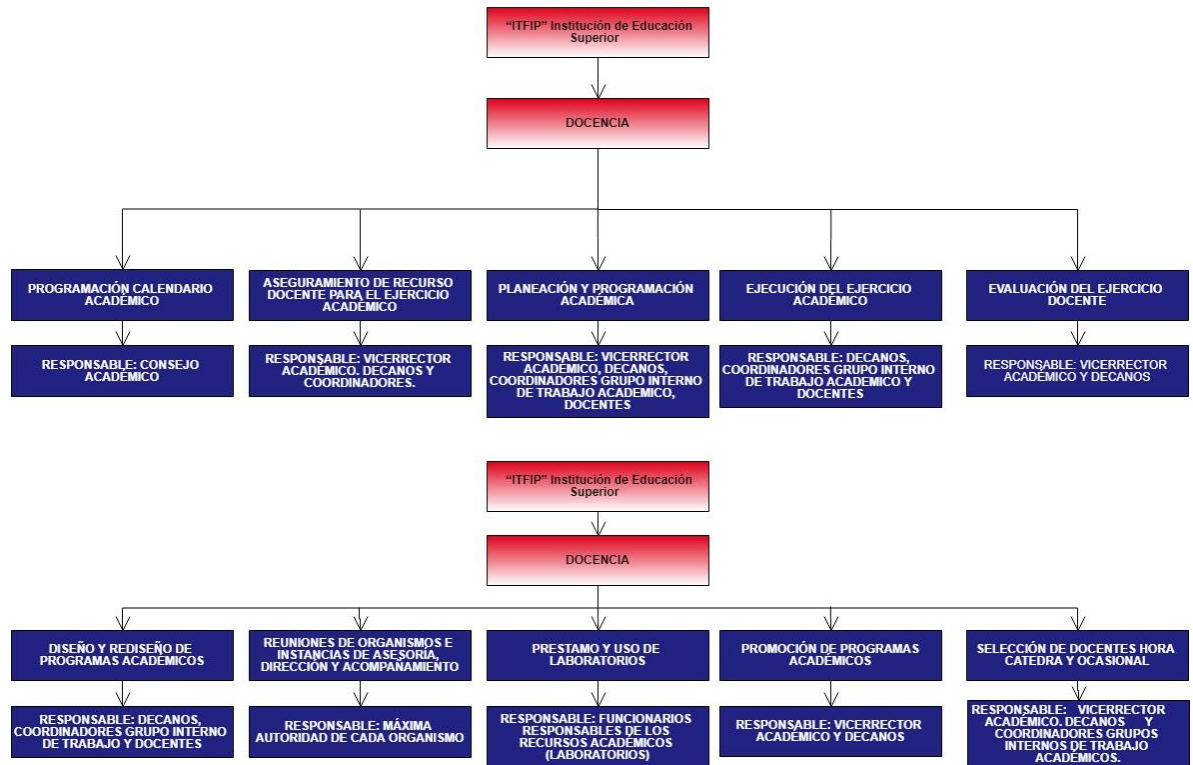 “ITFIP” Institución de Educación
Superior
DOCENCIA
PROGRAMACIÓN CALENDARIO
ACADÉMICO
ASEGURAMIENTO DE RECURSO
DOCENTE PARA EL EJERCICIO
ACADÉMICO
PLANEACIÓN Y PROGRAMACIÓN
ACADÉMICA
EJECUCIÓN DEL EJERCICIO
ACADÉMICO
EVALUACIÓN DEL EJERCICIO
DOCENTE
RESPONSABLE: CONSEJO
ACADÉMICO
RESPONSABLE: VICERRECTOR
ACADÉMICO. DECANOS Y
COORDINADORES.
RESPONSABLE: VICERRECTOR
ACADÉMICO, DECANOS,
COORDINADORES GRUPO INTERNO
DE TRABAJO ACADEMICO,
DOCENTES
RESPONSABLE: DECANOS,
COORDINADORES GRUPO INTERNO
DE TRABAJO ACADEMICO Y
DOCENTES
RESPONSABLE: VICERRECTOR
ACADÉMICO Y DECANOS
“ITFIP” Institución de Educación
Superior
DOCENCIA
DISEÑO Y REDISEÑO DE
PROGRAMAS ACADÉMICOS
REUNIONES DE ORGANISMOS E
INSTANCIAS DE ASESORÍA,
DIRECCIÓN Y ACOMPAÑAMIENTO
PRESTAMO Y USO DE
LABORATORIOS
PROMOCIÓN DE PROGRAMAS
ACADÉMICOS
SELECCIÓN DE DOCENTES HORA
CATEDRA Y OCASIONAL
RESPONSABLE: DECANOS,
COORDINADORES GRUPO INTERNO
DE TRABAJO Y DOCENTES
RESPONSABLE: MÁXIMA
AUTORIDAD DE CADA ORGANISMO
RESPONSABLE: FUNCIONARIOS
RESPONSABLES DE LOS
RECURSOS ACADÉMICOS
(LABORATORIOS)
RESPONSABLE: VICERRECTOR
ACADÉMICO Y DECANOS
RESPONSABLE: VICERRECTOR
ACADÉMICO. DECANOS Y
COORDINADORES GRUPOS
INTERNOS DE TRABAJO
ACADÉMICOS.